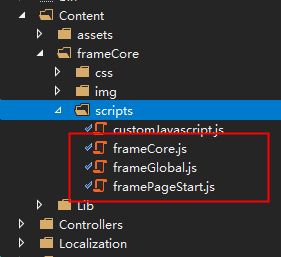 Content
assets
frameCore
css
img
scripts
customJavascript.js
frameCore.js
frameGlobal.js
framePageStart.js
Lib
Controllers
Localization